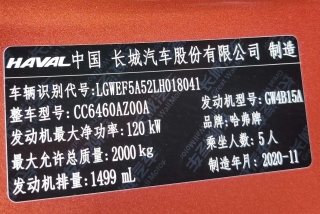 HAVAL 中国 长城汽车股份有限公司 制造
车辆识别代号: LGWEF5A52LH018041
整车型号: CC6460AZ00A 发动机型号: GW4B15A
发动机最大净功率: 120 kW 品牌: 哈弗牌
最大允许总质量: 2000 kg 乘坐人数: 5人
发动机排量: 1499 mL 制造年月: 2020-11